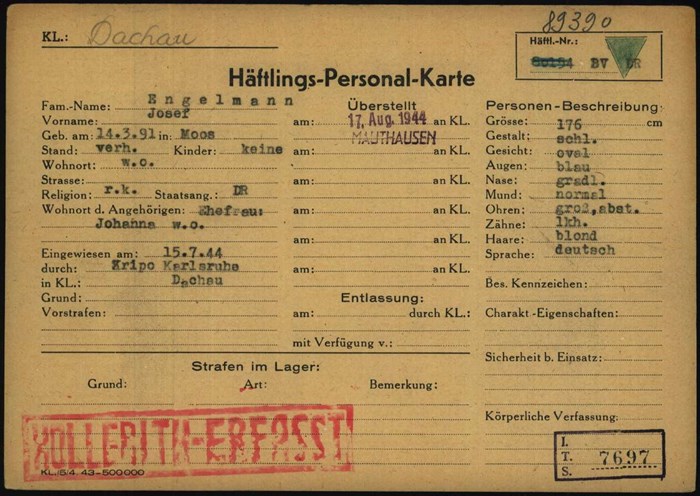 89390
KL.: Dachau
Häftl.-Nr.:
80194 BV DR
Häftlings-Personal-Karte
Fam.-Name: Engelmann
Vorname: Josef
Geb. am: 14.3.91 in: Moos
Stand: verh. Kinder: keine
Wohnort: w.o.
Strasse:
Religion: r.k. Staatsang.: DR
Wohnort d. Angehörigen: Ehefrau:
Johanna w.o.
Eingewiesen am: 15.7.44
durch: Kripo Karlsruhe
in KL.: Dachau
Grund:
Vorstrafen:
Überstellt
am: 17. Aug. 1944 an KL.
MAUTHAUSEN
am: an KL.
am: an KL.
am: an KL.
am: an KL.
am: an KL.
Entlassung:
am: durch KL.:
mit Verfügung v.:
Personen-Beschreibung:
Grösse: 176 cm
Gestalt: schl.
Gesicht: oval
Augen: blau
Nase: gradl.
Mund: normal
Ohren: groß,abst.
Zähne: lkh.
Haare: blond
Sprache: deutsch
Bes. Kennzeichen:
Charakt-Eigenschaften:
Sicherheit b. Einsatz:
Körperliche Verfassung:
Strafen im Lager:
Grund: Art: Bemerkung:
HOLLERITH-ERFASST
KL./5/4. 43-500000
I.
T. 7697
S.